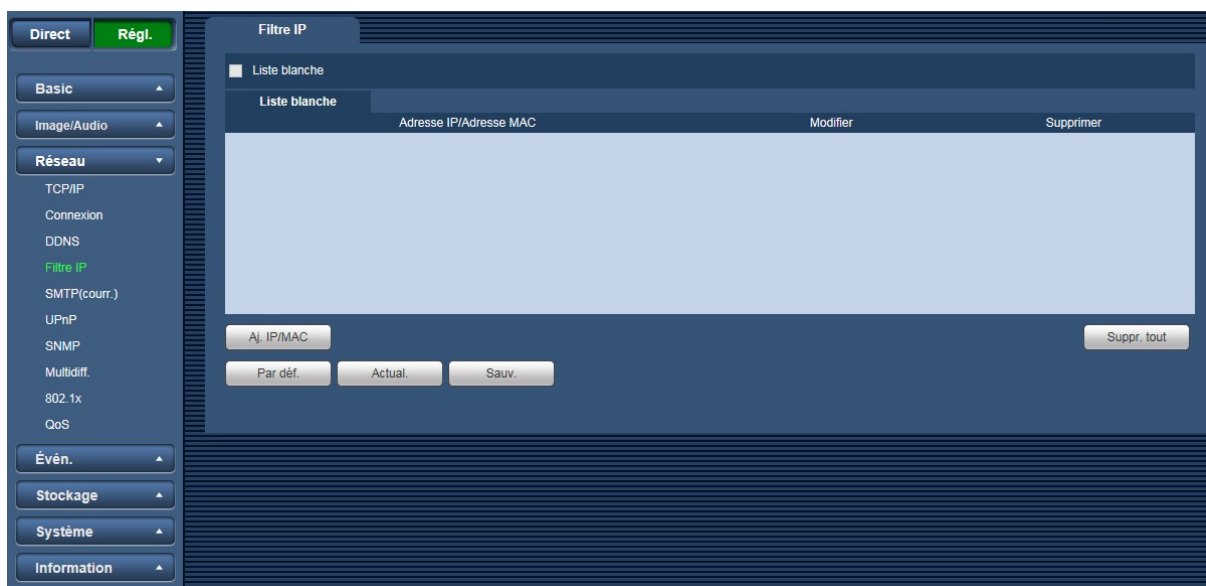 Direct
Régl.
Basic
Image/Audio
Réseau
TCP/IP
Connexion
DDNS
Filtre IP
SMTP(courr.)
UPnP
SNMP
Multidiff.
802.1x
QoS
Évén.
Stockage
Système
Information
Filtre IP
Liste blanche
Liste blanche
Adresse IP/Adresse MAC Modifier Supprimer
Aj. IP/MAC Suppr. tout
Par déf. Actual. Sauv.